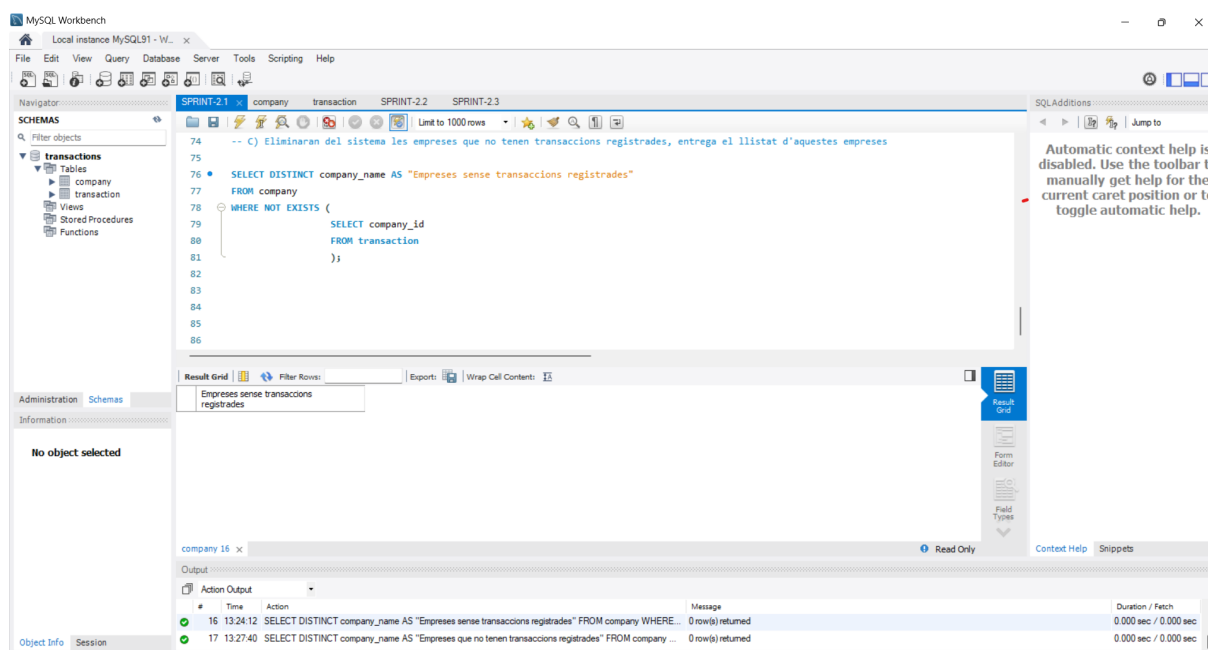 MySQL Workbench
Local instance MySQL91 - W...
File Edit View Query Database Server Tools Scripting Help
Navigator
SCHEMAS
Filter objects
transactions
Tables
company
transaction
Views
Stored Procedures
Functions
Administration Schemas
Information
No object selected
Object Info Session
SPRINT-2.1 company transaction SPRINT-2.2 SPRINT-2.3
Limit to 1000 rows
74 -- C) Eliminaran del sistema les empreses que no tenen transaccions registrades, entrega el llistat d'aquestes empreses
75
76 SELECT DISTINCT company_name AS "Empreses sense transaccions registrades"
77 FROM company
78 WHERE NOT EXISTS (
79 SELECT company_id
80 FROM transaction
81 );
82
83
84
85
86
Result Grid Filter Rows: Export: Wrap Cell Content:
Empreses sense transaccions
registrades
Result
Grid
Form
Editor
Field
Types
company 16 Read Only
Output
Action Output
# Time Action Message Duration / Fetch
16 13:24:12 SELECT DISTINCT company_name AS "Empreses sense transaccions registrades" FROM company WHERE... 0 row(s) returned 0.000 sec / 0.000 sec
17 13:27:40 SELECT DISTINCT company_name AS "Empreses que no tenen transaccions registrades" FROM company ... 0 row(s) returned 0.000 sec / 0.000 sec
SQLAdditions
Jump to
Automatic context help is
disabled. Use the toolbar t
manually get help for the
current caret position or to
toggle automatic help.
Context Help Snippets